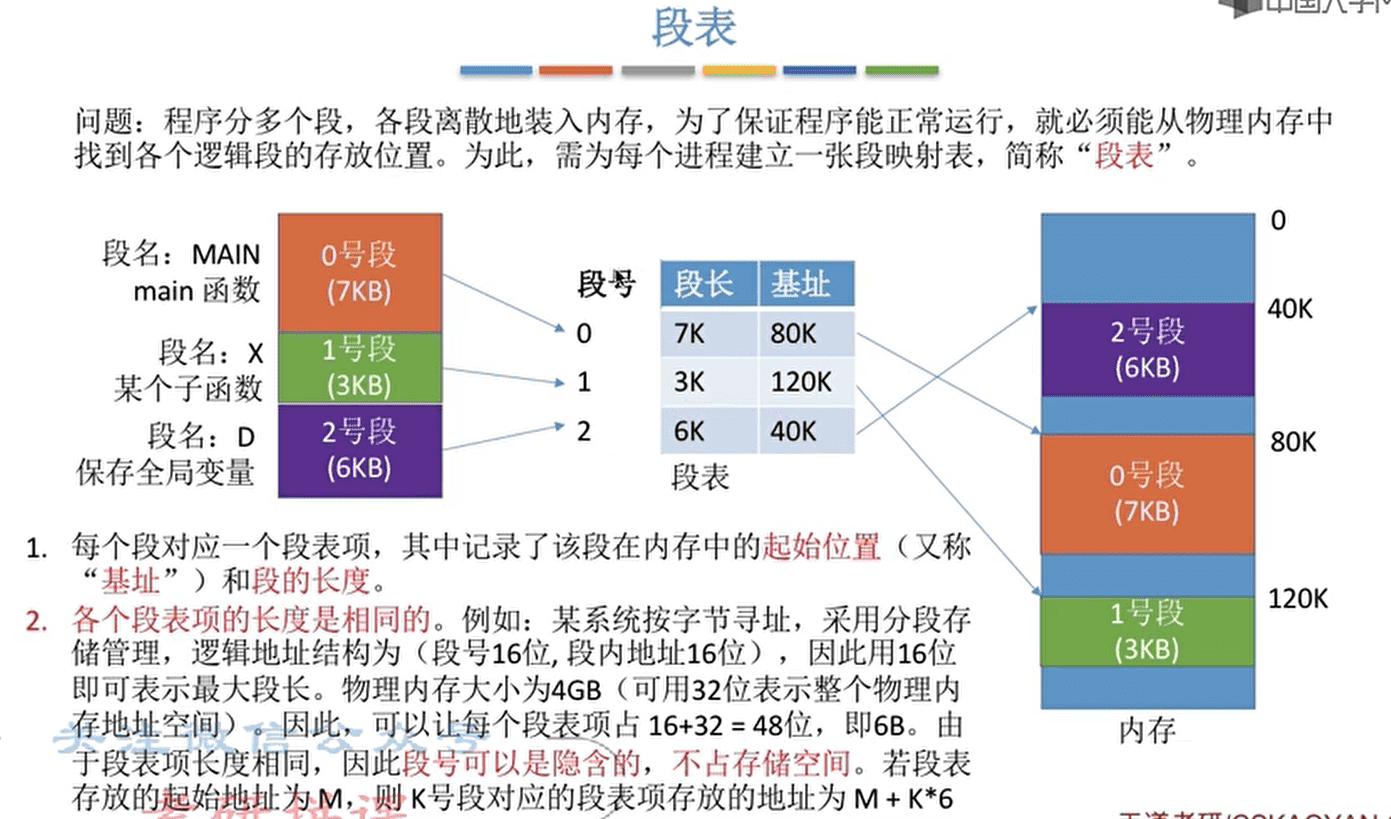 段表
问题：程序分多个段，各段离散地装入内存，为了保证程序能正常运行，就必须能从物理内存中
找到各个逻辑段的存放位置。为此，需为每个进程建立一张段映射表，简称“段表”。
段名：MAIN
main 函数
0号段
(7KB)
段名：X
某个子函数
1号段
(3KB)
段名：D
保存全局变量
2号段
(6KB)
段号 段长 基址
0 7K 80K
1 3K 120K
2 6K 40K
段表
0
40K
2号段
(6KB)
80K
0号段
(7KB)
120K
1号段
(3KB)
内存
1. 每个段对应一个段表项，其中记录了该段在内存中的起始位置（又称
“基址”）和段的长度。
2. 各个段表项的长度是相同的。例如：某系统按字节寻址，采用分段存
储管理，逻辑地址结构为（段号16位, 段内地址16位），因此用16位
即可表示最大段长。物理内存大小为4GB（可用32位表示整个物理内
存地址空间）。因此，可以让每个段表项占 16+32 = 48位，即6B。由
于段表项长度相同，因此段号可以是隐含的，不占存储空间。若段表
存放的起始地址为 M，则 K号段对应的段表项存放的地址为 M + K*6
关注微信公众号